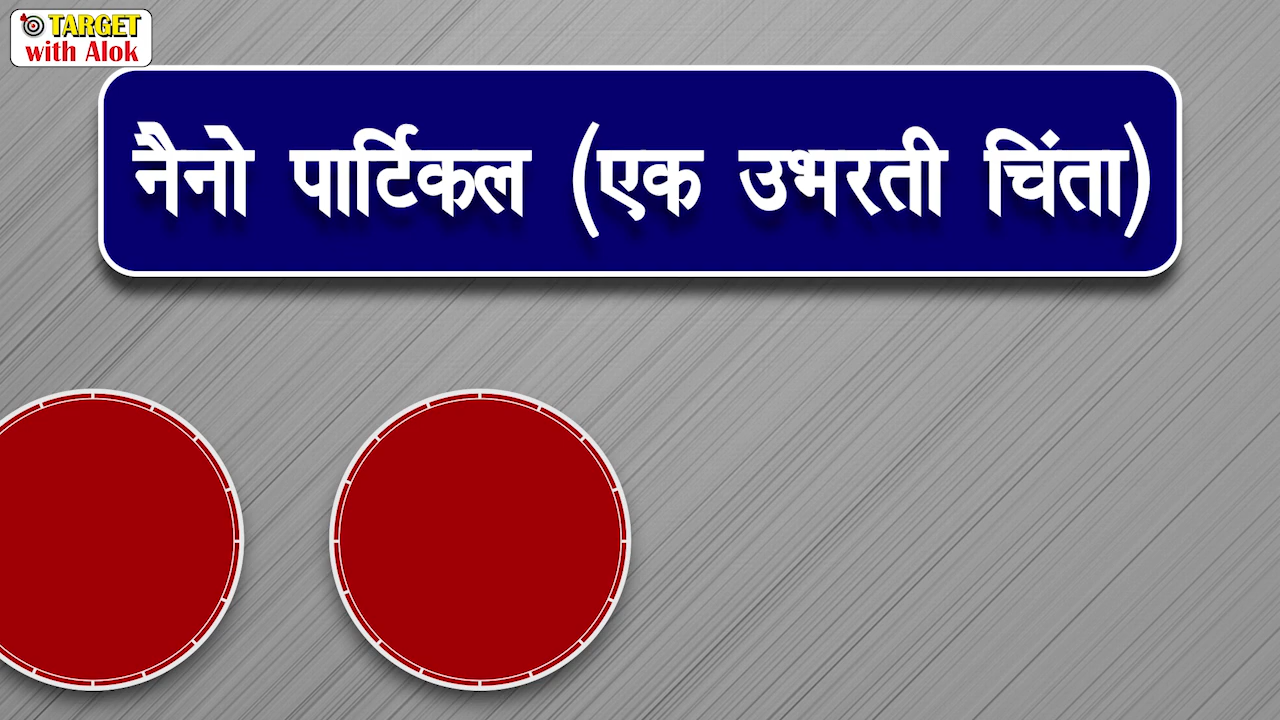 TARGET
with Alok
नैनो पार्टिकल (एक उभरती चिंता)